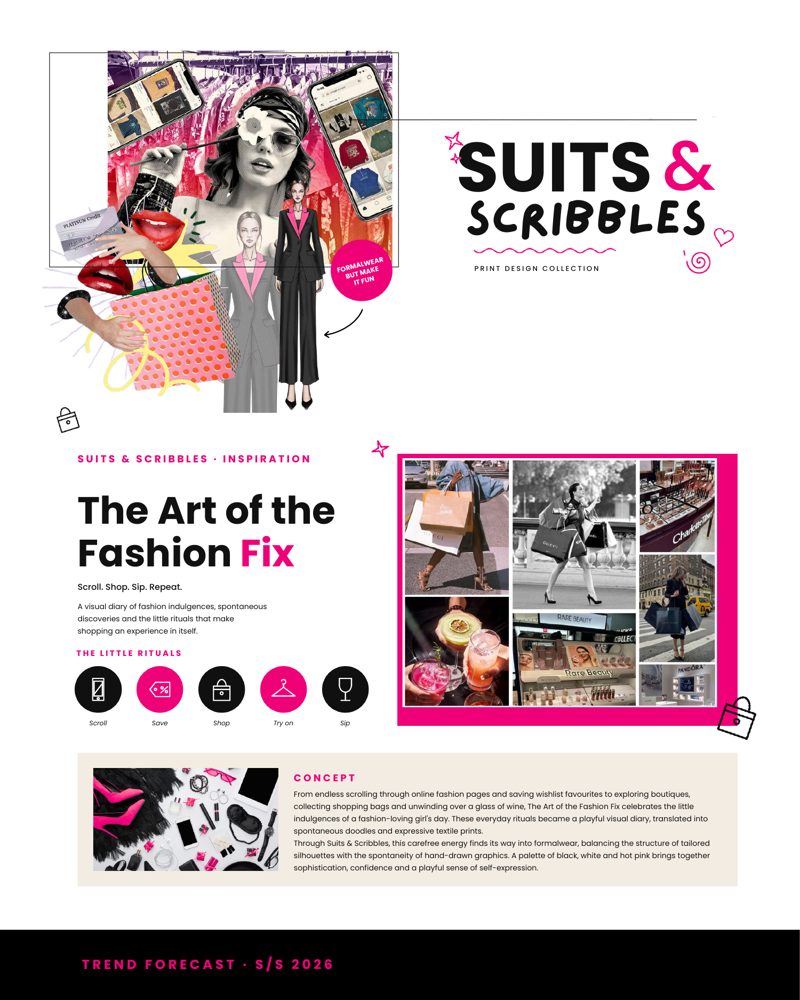 PLATINUM Credit
SUITS &
SCRIBBLES
PRINT DESIGN COLLECTION
FORMALWEAR
BUT MAKE
IT FUN
SUITS & SCRIBBLES · INSPIRATION
The Art of the
Fashion Fix
Scroll. Shop. Sip. Repeat.
A visual diary of fashion indulgences, spontaneous
discoveries and the little rituals that make
shopping an experience in itself.
THE LITTLE RITUALS
%
Scroll
Save
Shop
Try on
Sip
GUCCI
Charlotte
RARE BEAUTY
Rare Beauty
PANDORA
CONCEPT
From endless scrolling through online fashion pages and saving wishlist favourites to exploring boutiques,
collecting shopping bags and unwinding over a glass of wine, The Art of the Fashion Fix celebrates the little
indulgences of a fashion-loving girl's day. These everyday rituals became a playful visual diary, translated into
spontaneous doodles and expressive textile prints.
Through Suits & Scribbles, this carefree energy finds its way into formalwear, balancing the structure of tailored
silhouettes with the spontaneity of hand-drawn graphics. A palette of black, white and hot pink brings together
sophistication, confidence and a playful sense of self-expression.
TREND FORECAST · S/S 2026